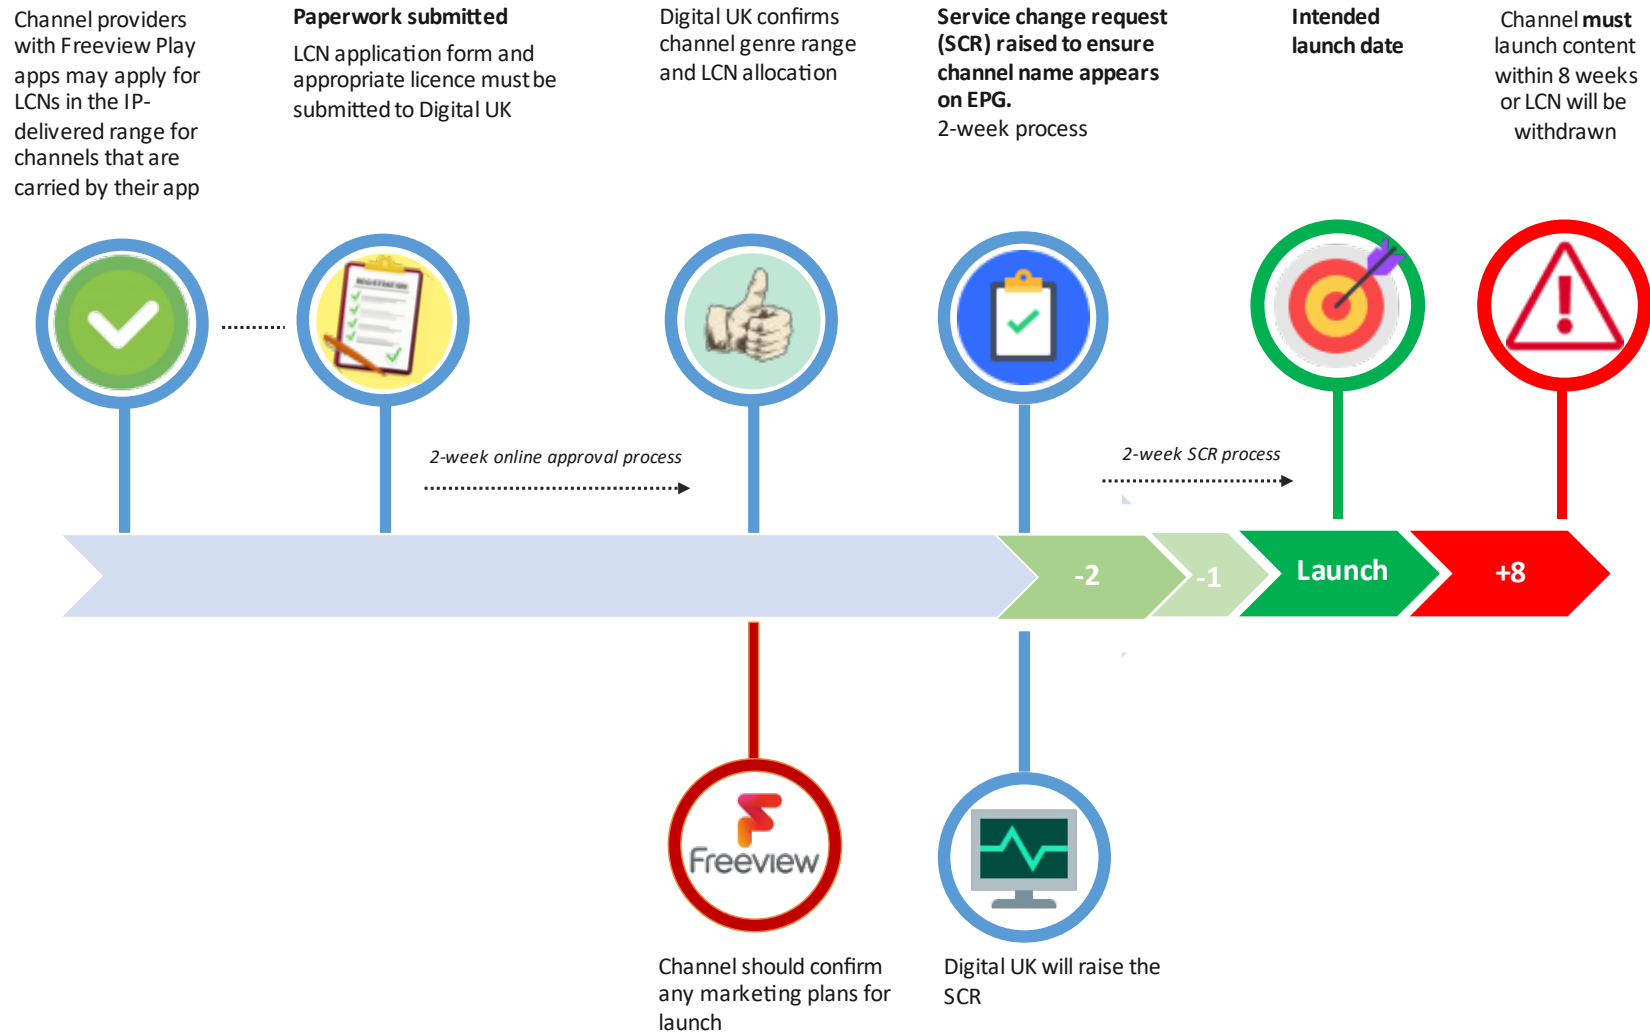 Channel providers
with Freeview Play
apps may apply for
LCNs in the IP-
delivered range for
channels that are
carried by their app
Paperwork submitted
LCN application form and
appropriate licence must be
submitted to Digital UK
Digital UK confirms
channel genre range
and LCN allocation
Service change request
(SCR) raised to ensure
channel name appears
on EPG.
2-week process
Intended
launch date
Channel must
launch content
within 8 weeks
or LCN will be
withdrawn
REGISTRATION
2-week online approval process
2-week SCR process
-2
-1
Launch
+8
Freeview
Channel should confirm
any marketing plans for
launch
Digital UK will raise the
SCR